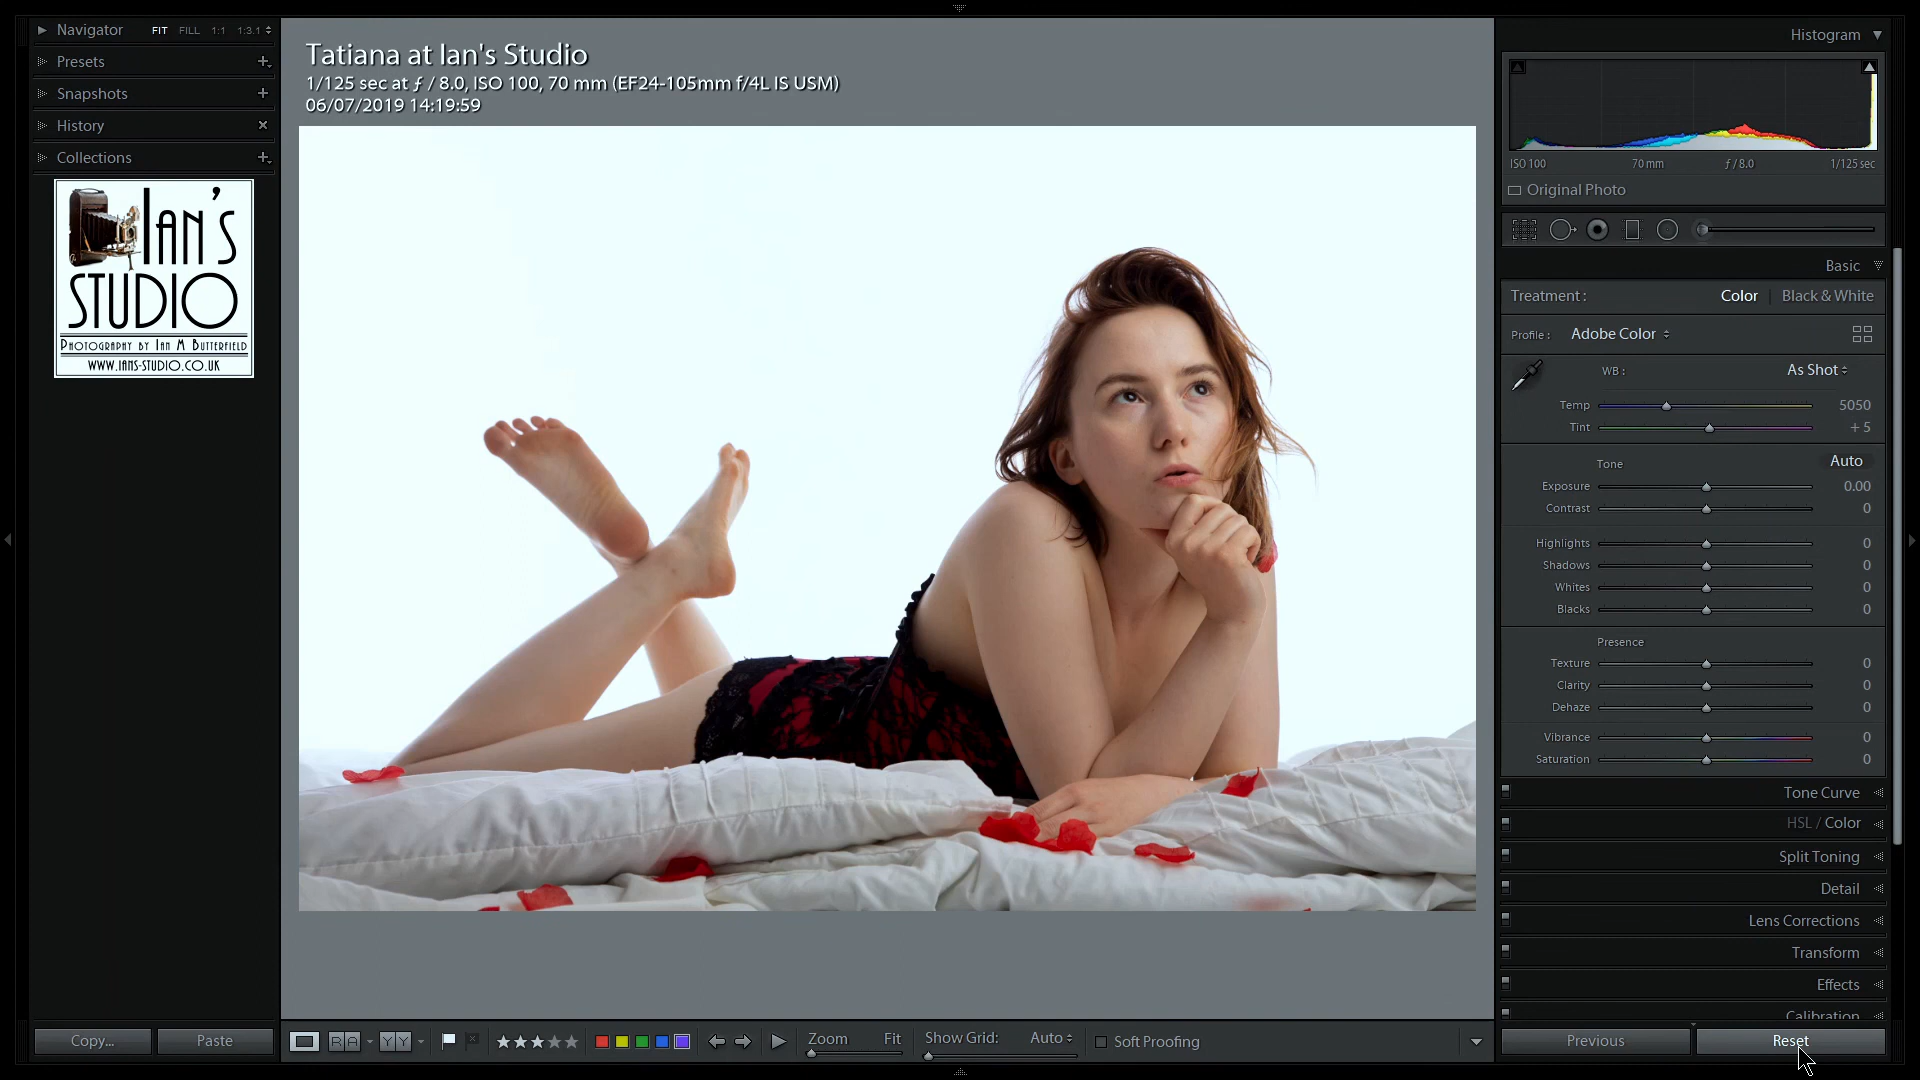 Navigator FIT FILL 1:1 1:3.1
Presets
Snapshots
History
Collections
IAN'S
STUDIO
PHOTOGRAPHY BY IAN M BUTTERFIELD
WWW.IANS-STUDIO.CO.UK
Copy...
Paste
Tatiana at Ian's Studio
1/125 sec at ƒ / 8.0, ISO 100, 70 mm (EF24-105mm f/4L IS USM)
06/07/2019 14:19:59
R A
Y Y
Zoom Fit
Show Grid: Auto
Soft Proofing
Histogram
ISO 100 70 mm ƒ / 8.0 1/125 sec
Original Photo
Basic
Treatment : Color Black & White
Profile : Adobe Color
WB : As Shot
Temp 5050
Tint + 5
Tone Auto
Exposure 0.00
Contrast 0
Highlights 0
Shadows 0
Whites 0
Blacks 0
Presence
Texture 0
Clarity 0
Dehaze 0
Vibrance 0
Saturation 0
Tone Curve
HSL / Color
Split Toning
Detail
Lens Corrections
Transform
Effects
Calibration
Previous
Reset